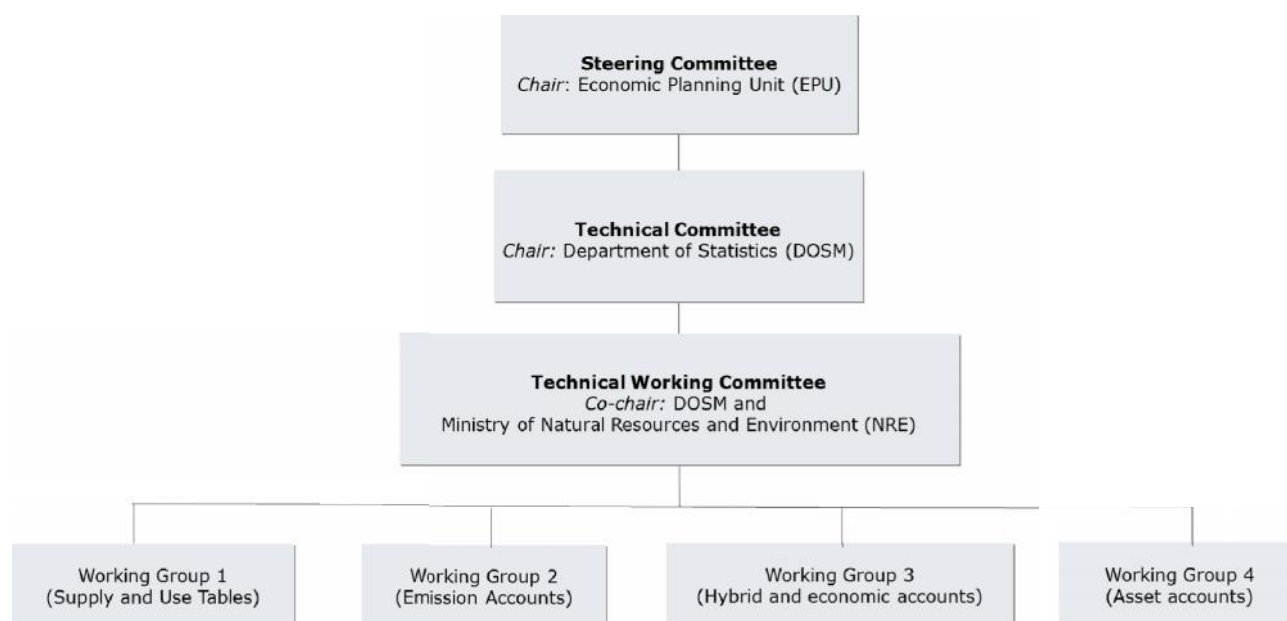 Steering Committee
Chair: Economic Planning Unit (EPU)
Technical Committee
Chair: Department of Statistics (DOSM)
Technical Working Committee
Co-chair: DOSM and
Ministry of Natural Resources and Environment (NRE)
Working Group 1
(Supply and Use Tables)
Working Group 2
(Emission Accounts)
Working Group 3
(Hybrid and economic accounts)
Working Group 4
(Asset accounts)